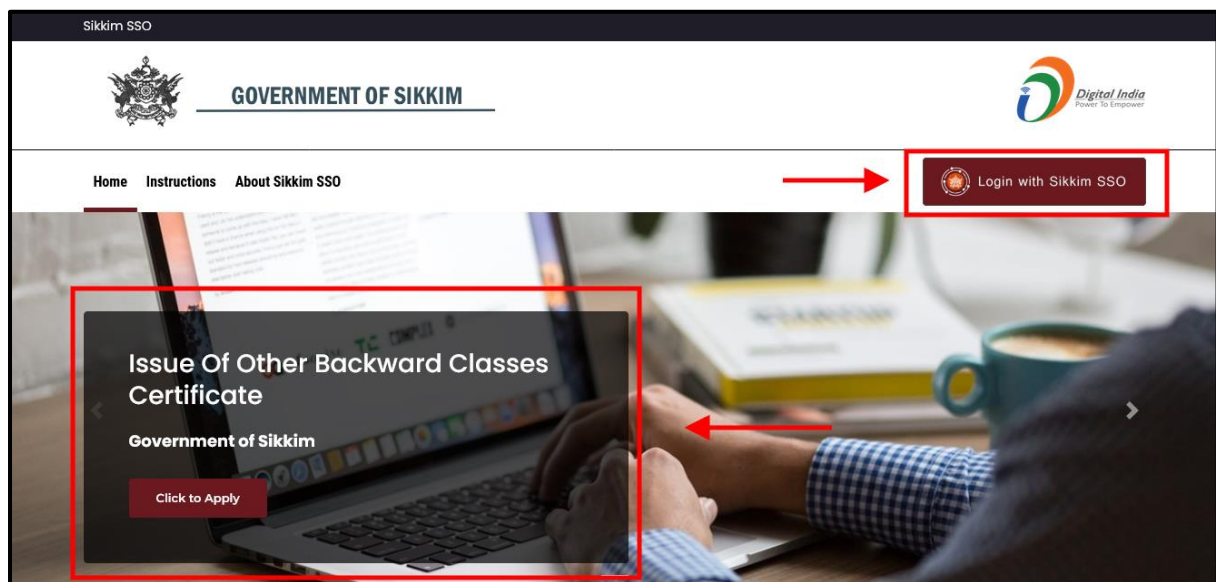 Sikkim SSO
GOVERNMENT OF SIKKIM
Digital India
Power To Empower
Home Instructions About Sikkim SSO
Login with Sikkim SSO
Issue Of Other Backward Classes
Certificate
Government of Sikkim
Click to Apply